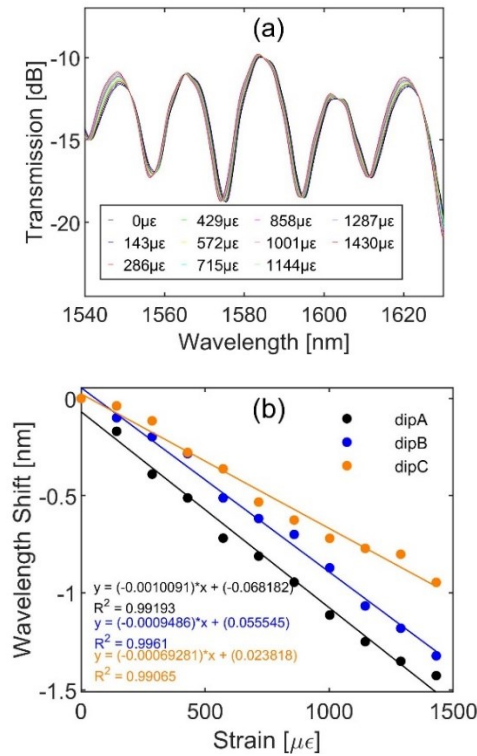 (a)
-10
-15
-20
Transmission [dB]
0με 429με 858με 1287με
143με 572με 1001με 1430με
286με 715με 1144με
1540 1560 1580 1600 1620
Wavelength [nm]
(b)
0
-0.5
-1
-1.5
Wavelength Shift [nm]
dipA
dipB
dipC
y = (-0.0010091)*x + (-0.068182)
R² = 0.99193
y = (-0.0009486)*x + (0.055545)
R² = 0.9961
y = (-0.00069281)*x + (0.023818)
R² = 0.99065
0 500 1000 1500
Strain [μϵ]